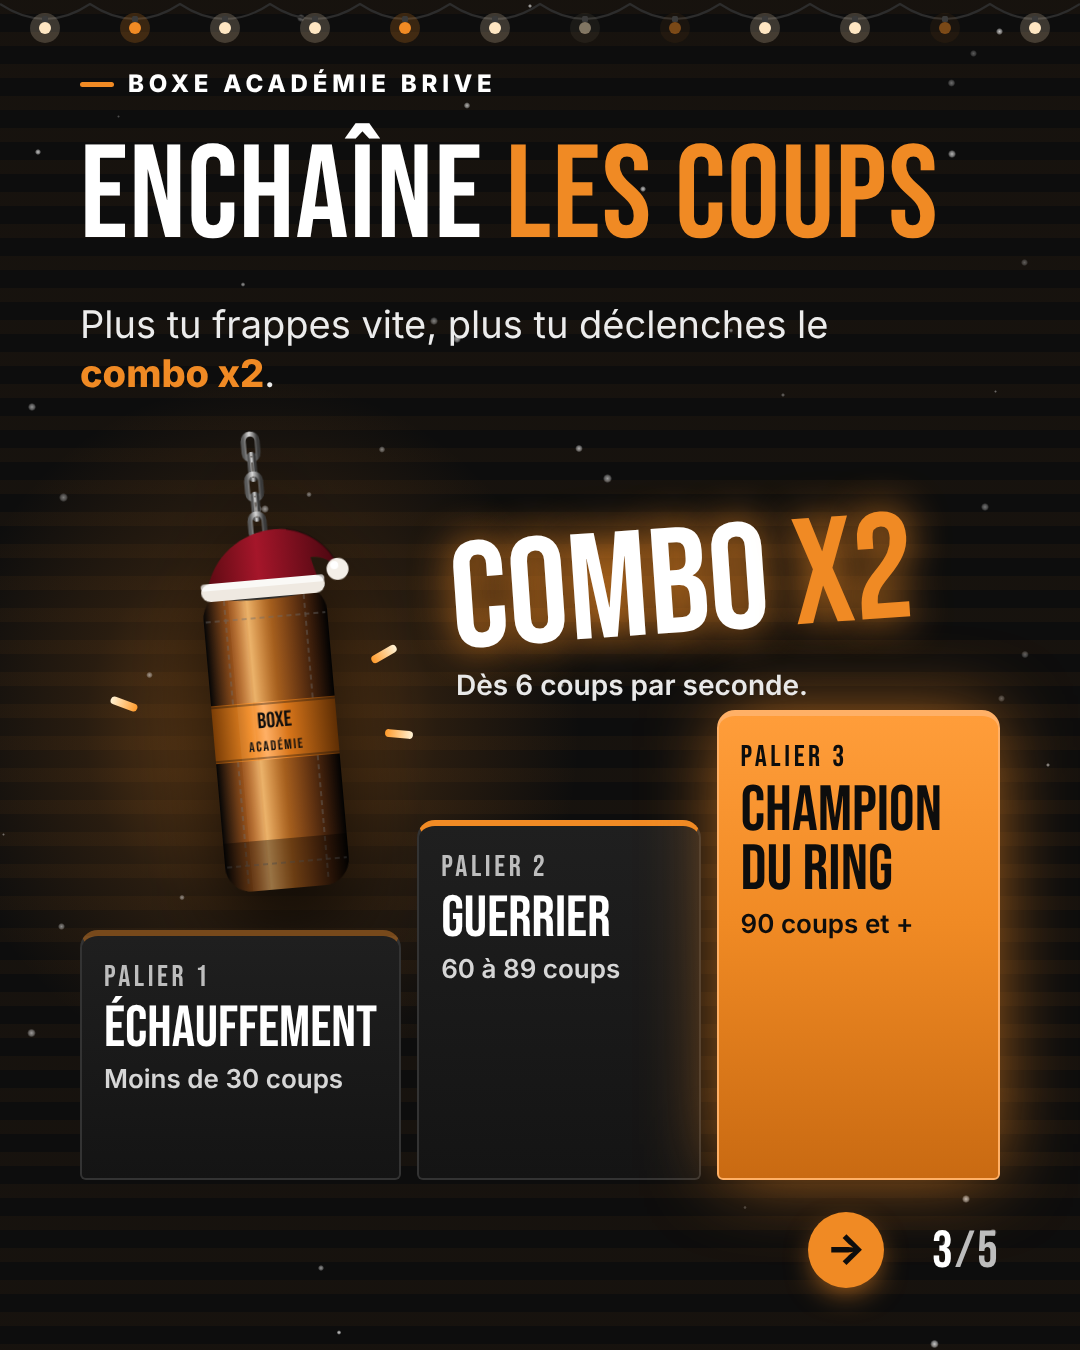 BOXE ACADÉMIE BRIVE
ENCHAÎNE LES COUPS
Plus tu frappes vite, plus tu déclenches le
combo x2.
COMBO X2
Dès 6 coups par seconde.
BOXE
ACADÉMIE
PALIER 1
ÉCHAUFFEMENT
Moins de 30 coups
PALIER 2
GUERRIER
60 à 89 coups
PALIER 3
CHAMPION
DU RING
90 coups et +
3/5